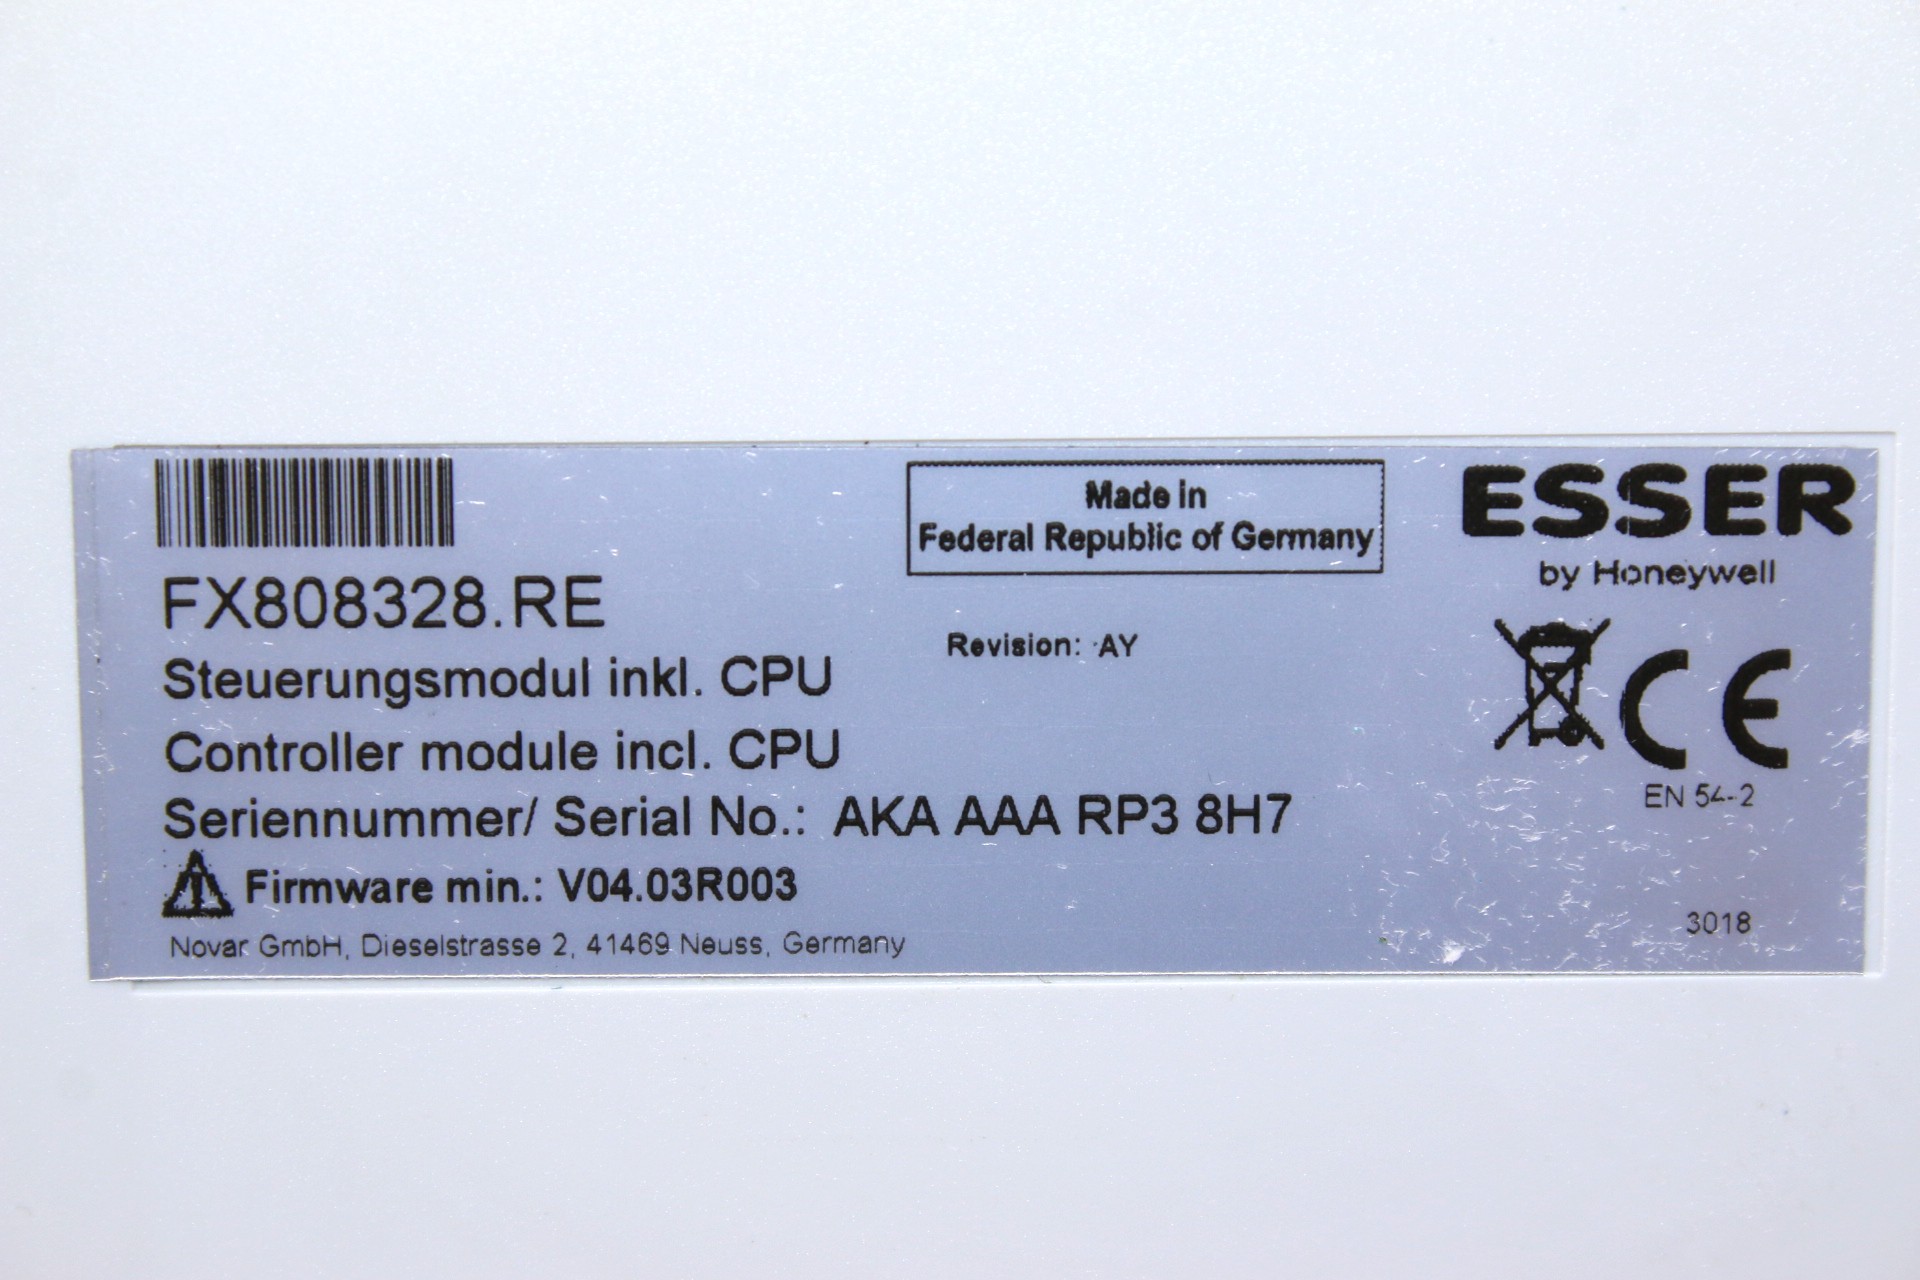 Made in
Federal Republic of Germany
ESSER
by Honeywell
FX808328.RE
Revision: AY
Steuerungsmodul inkl. CPU
Controller module incl. CPU
CE
EN 54-2
Seriennummer/ Serial No.: AKA AAA RP3 8H7
Firmware min.: V04.03R003
3018
Novar GmbH, Dieselstrasse 2, 41469 Neuss, Germany